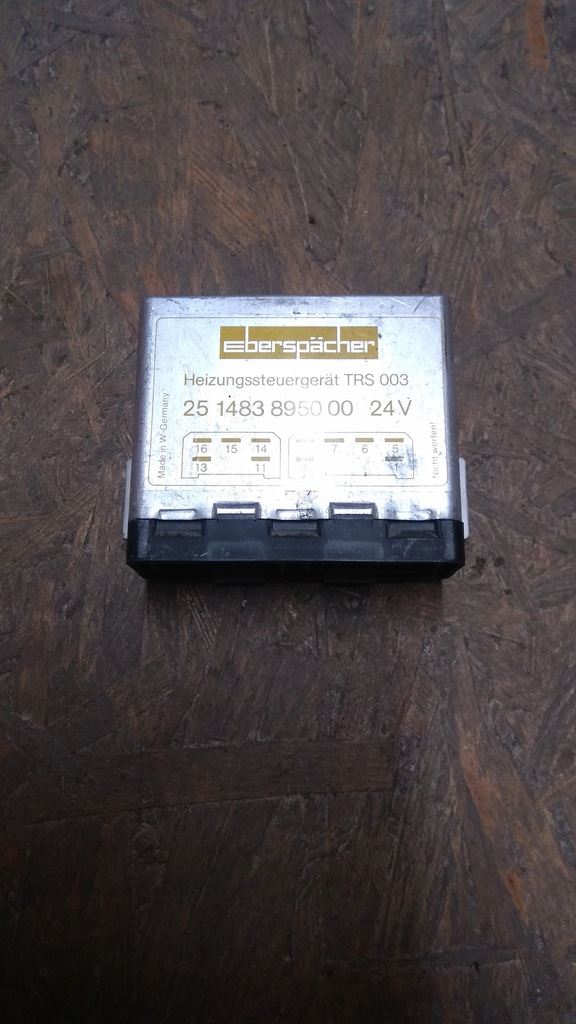 Eberspächer
Heizungssteuergerät TRS 003
25 1483 8950 00 24V
16 15 14 7 6 5
13 11 1
Made in W-Germany
Nicht werfen!